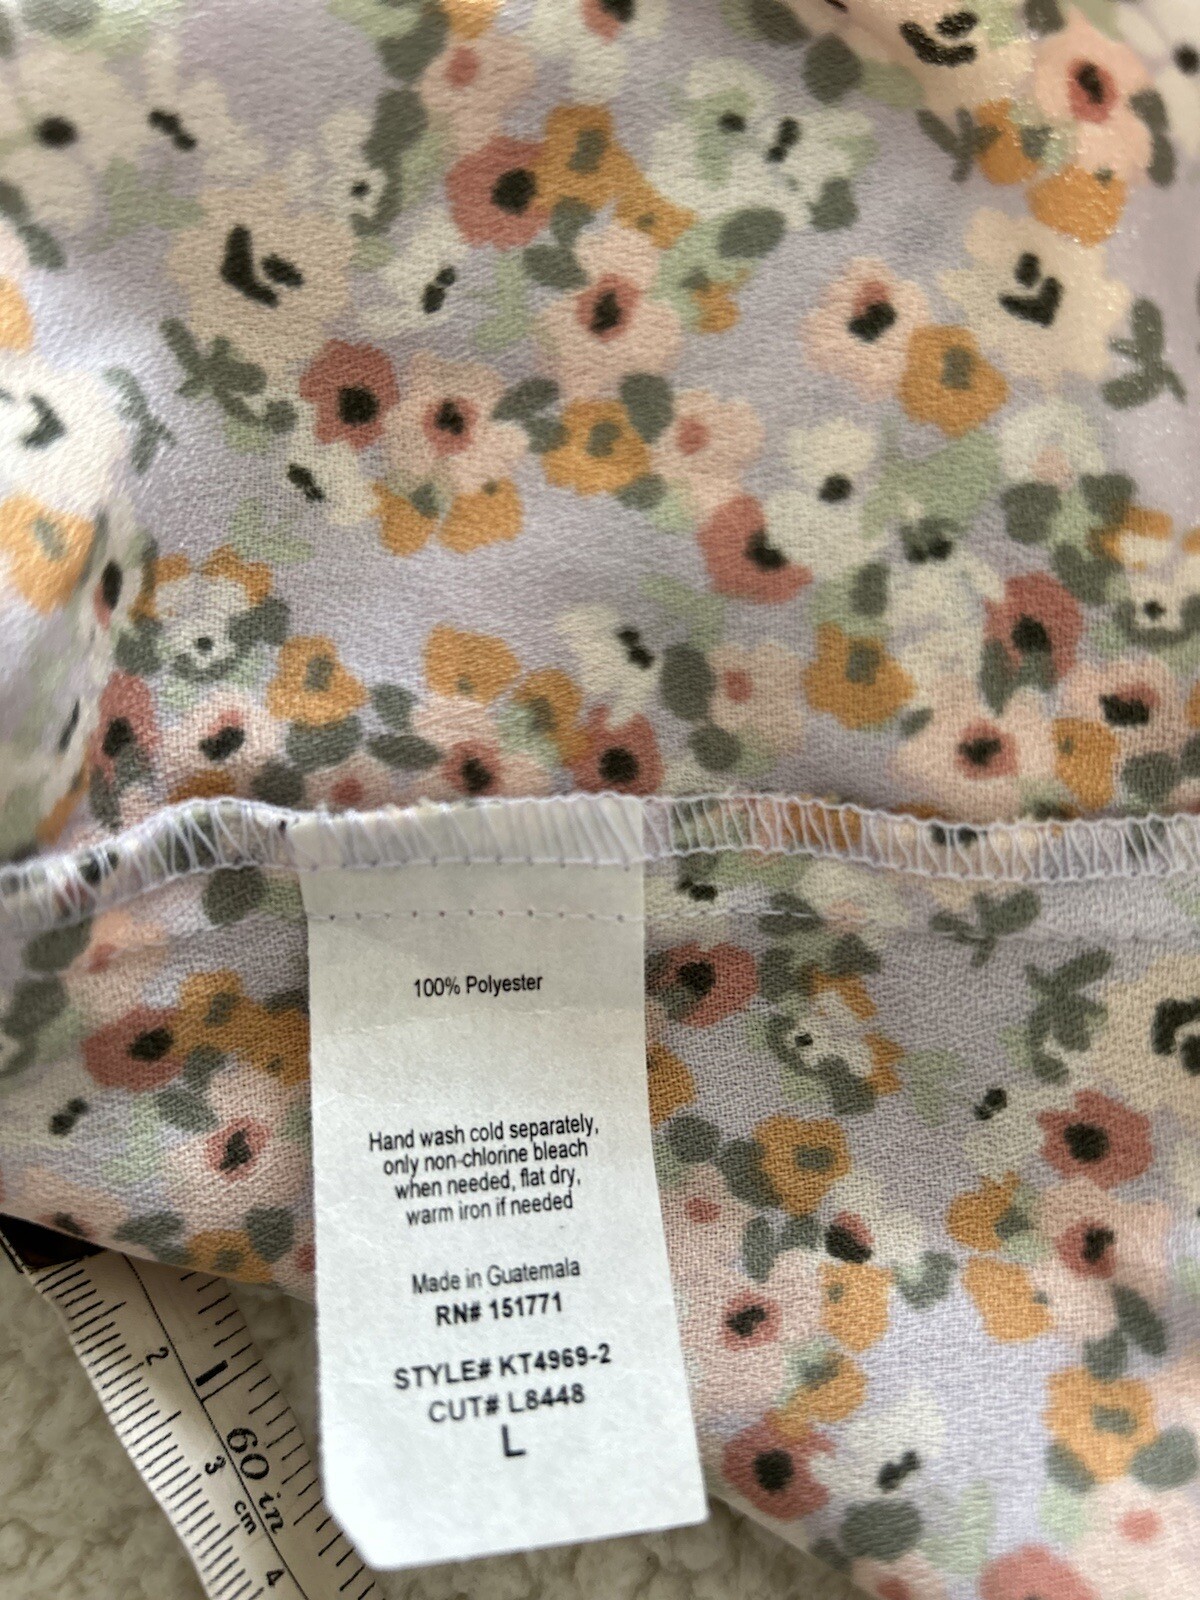 100% Polyester
Hand wash cold separately,
only non-chlorine bleach
when needed, flat dry,
warm iron if needed
Made in Guatemala
RN# 151771
STYLE# KT4969-2
CUT# L8448
L
2
1
60 in
3
cm
4